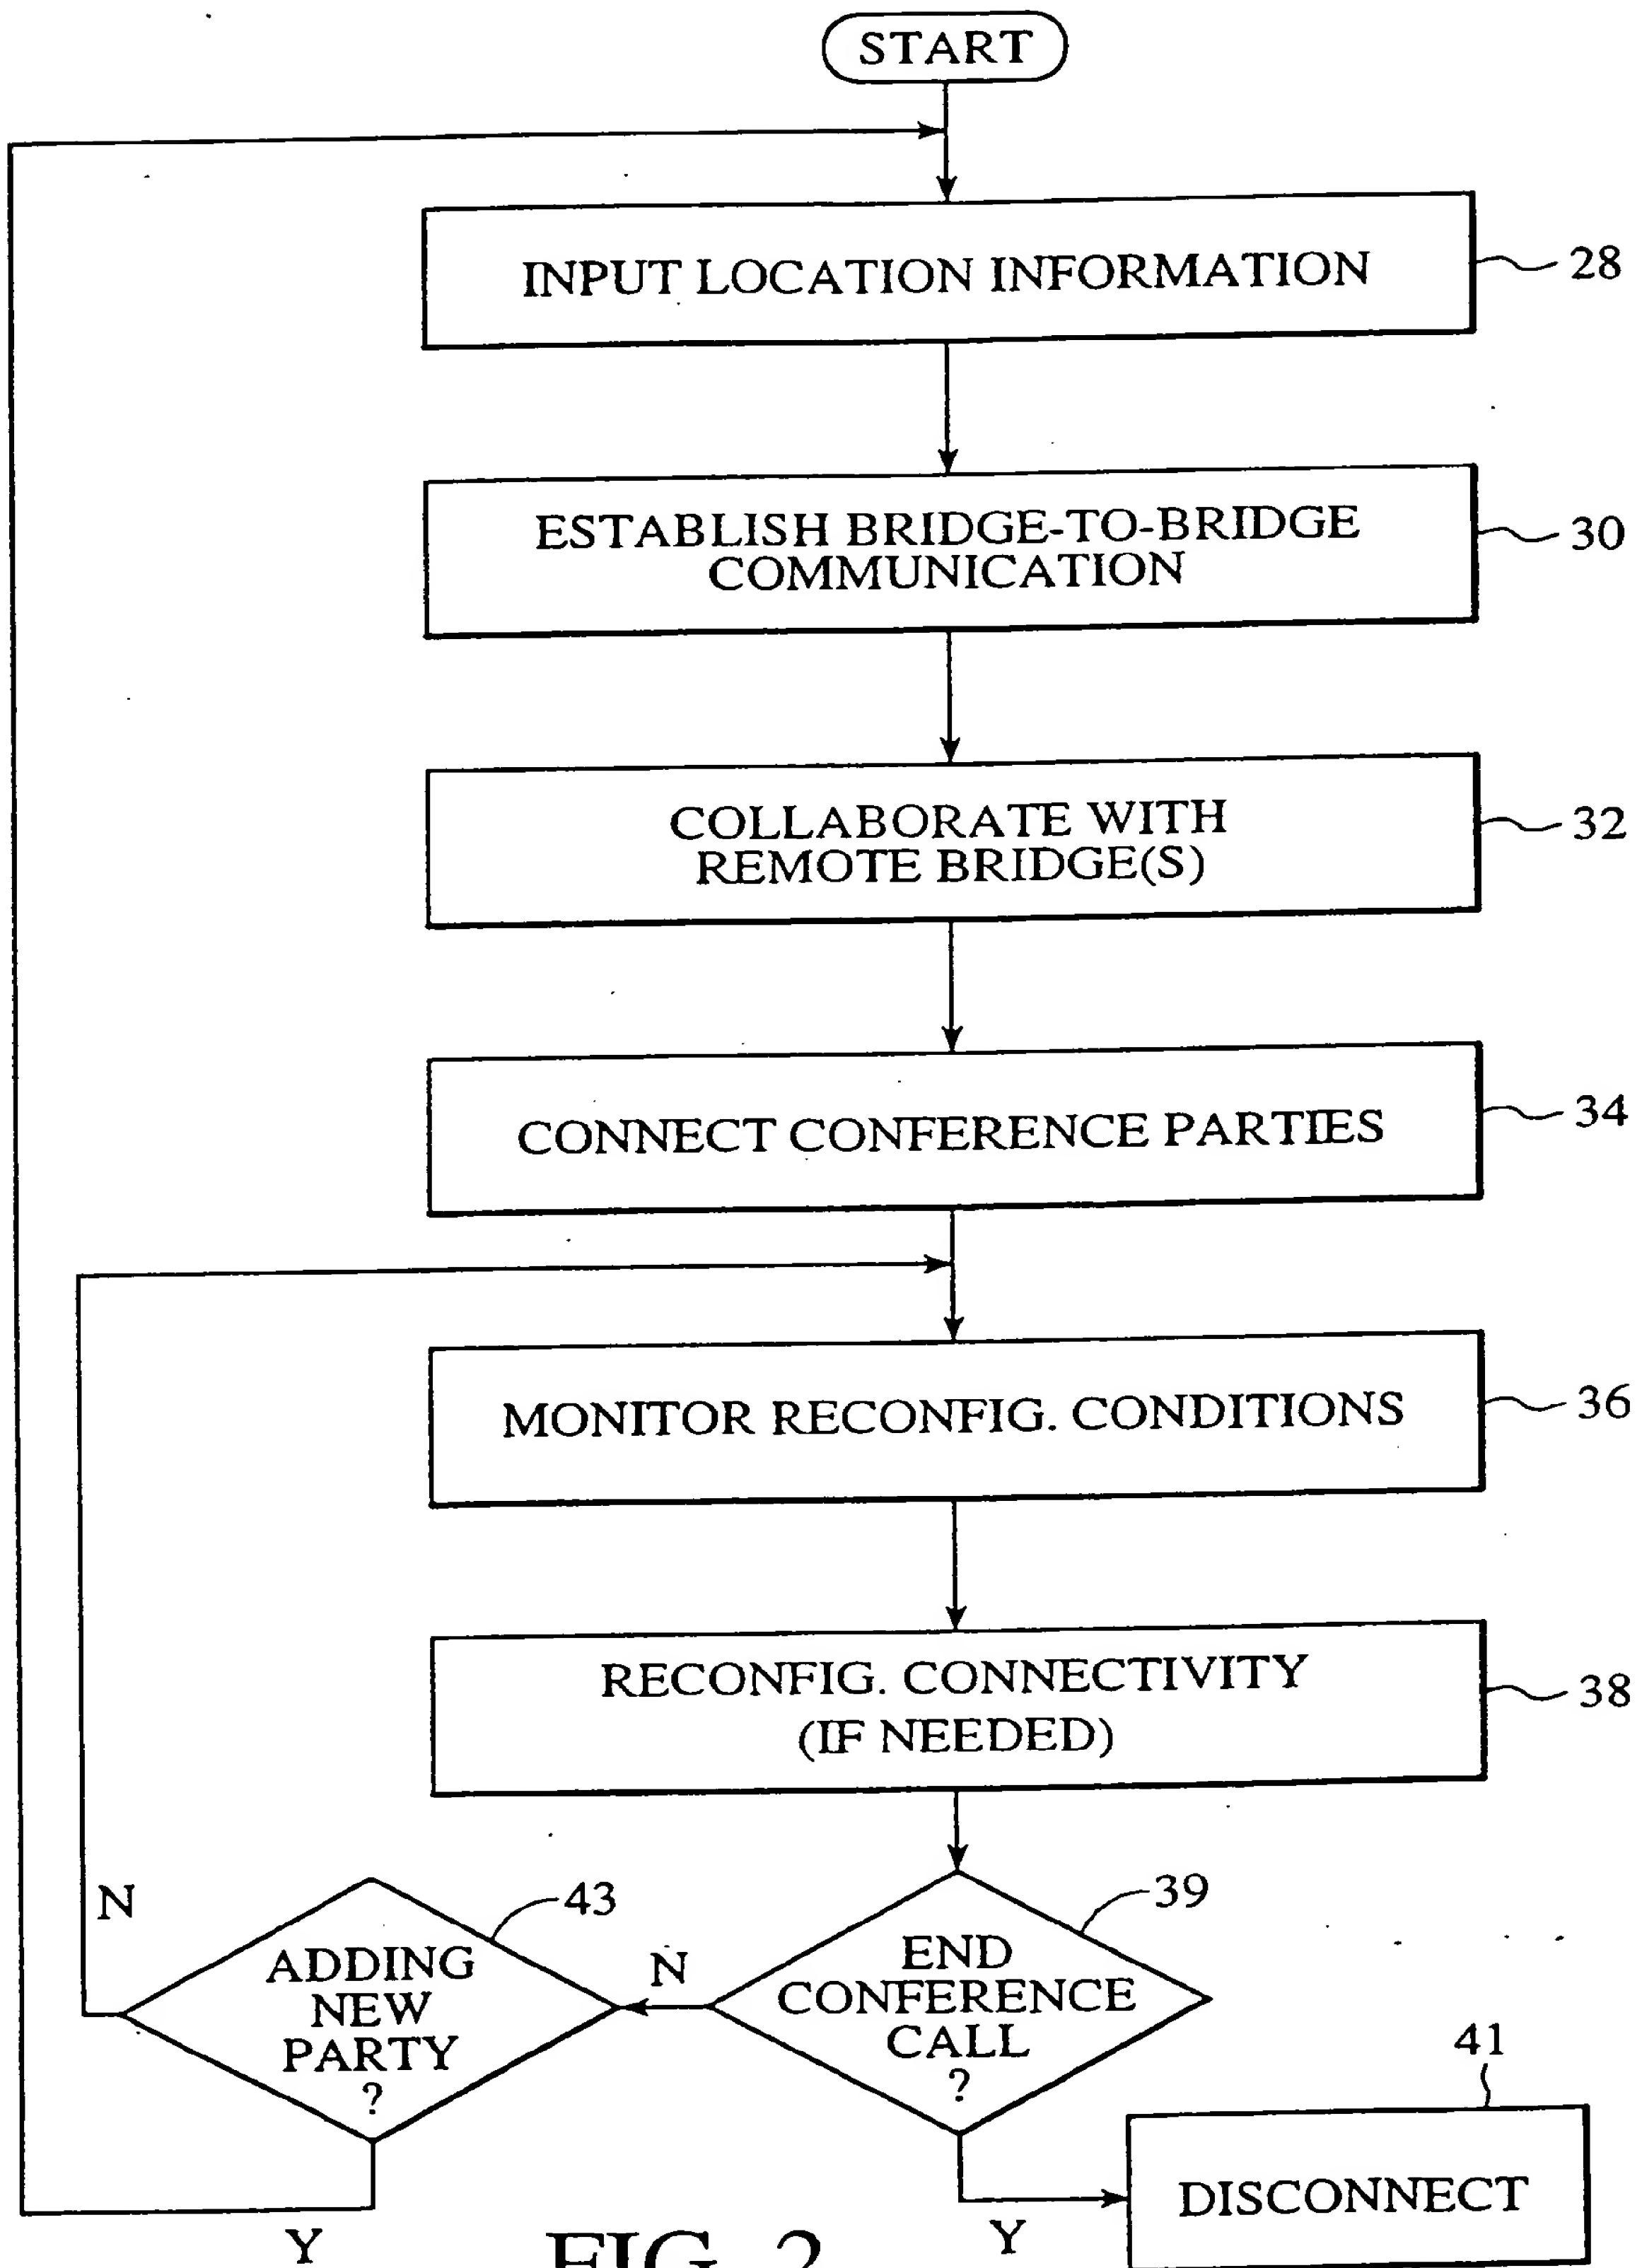 START
INPUT LOCATION INFORMATION
28
ESTABLISH BRIDGE-TO-BRIDGE
COMMUNICATION
30
COLLABORATE WITH
REMOTE BRIDGE(S)
32
CONNECT CONFERENCE PARTIES
34
MONITOR RECONFIG. CONDITIONS
36
RECONFIG. CONNECTIVITY
(IF NEEDED)
38
N
43
ADDING
NEW
PARTY
?
N
39
END
CONFERENCE
CALL
?
41
DISCONNECT
Y
Y
FIG. 2